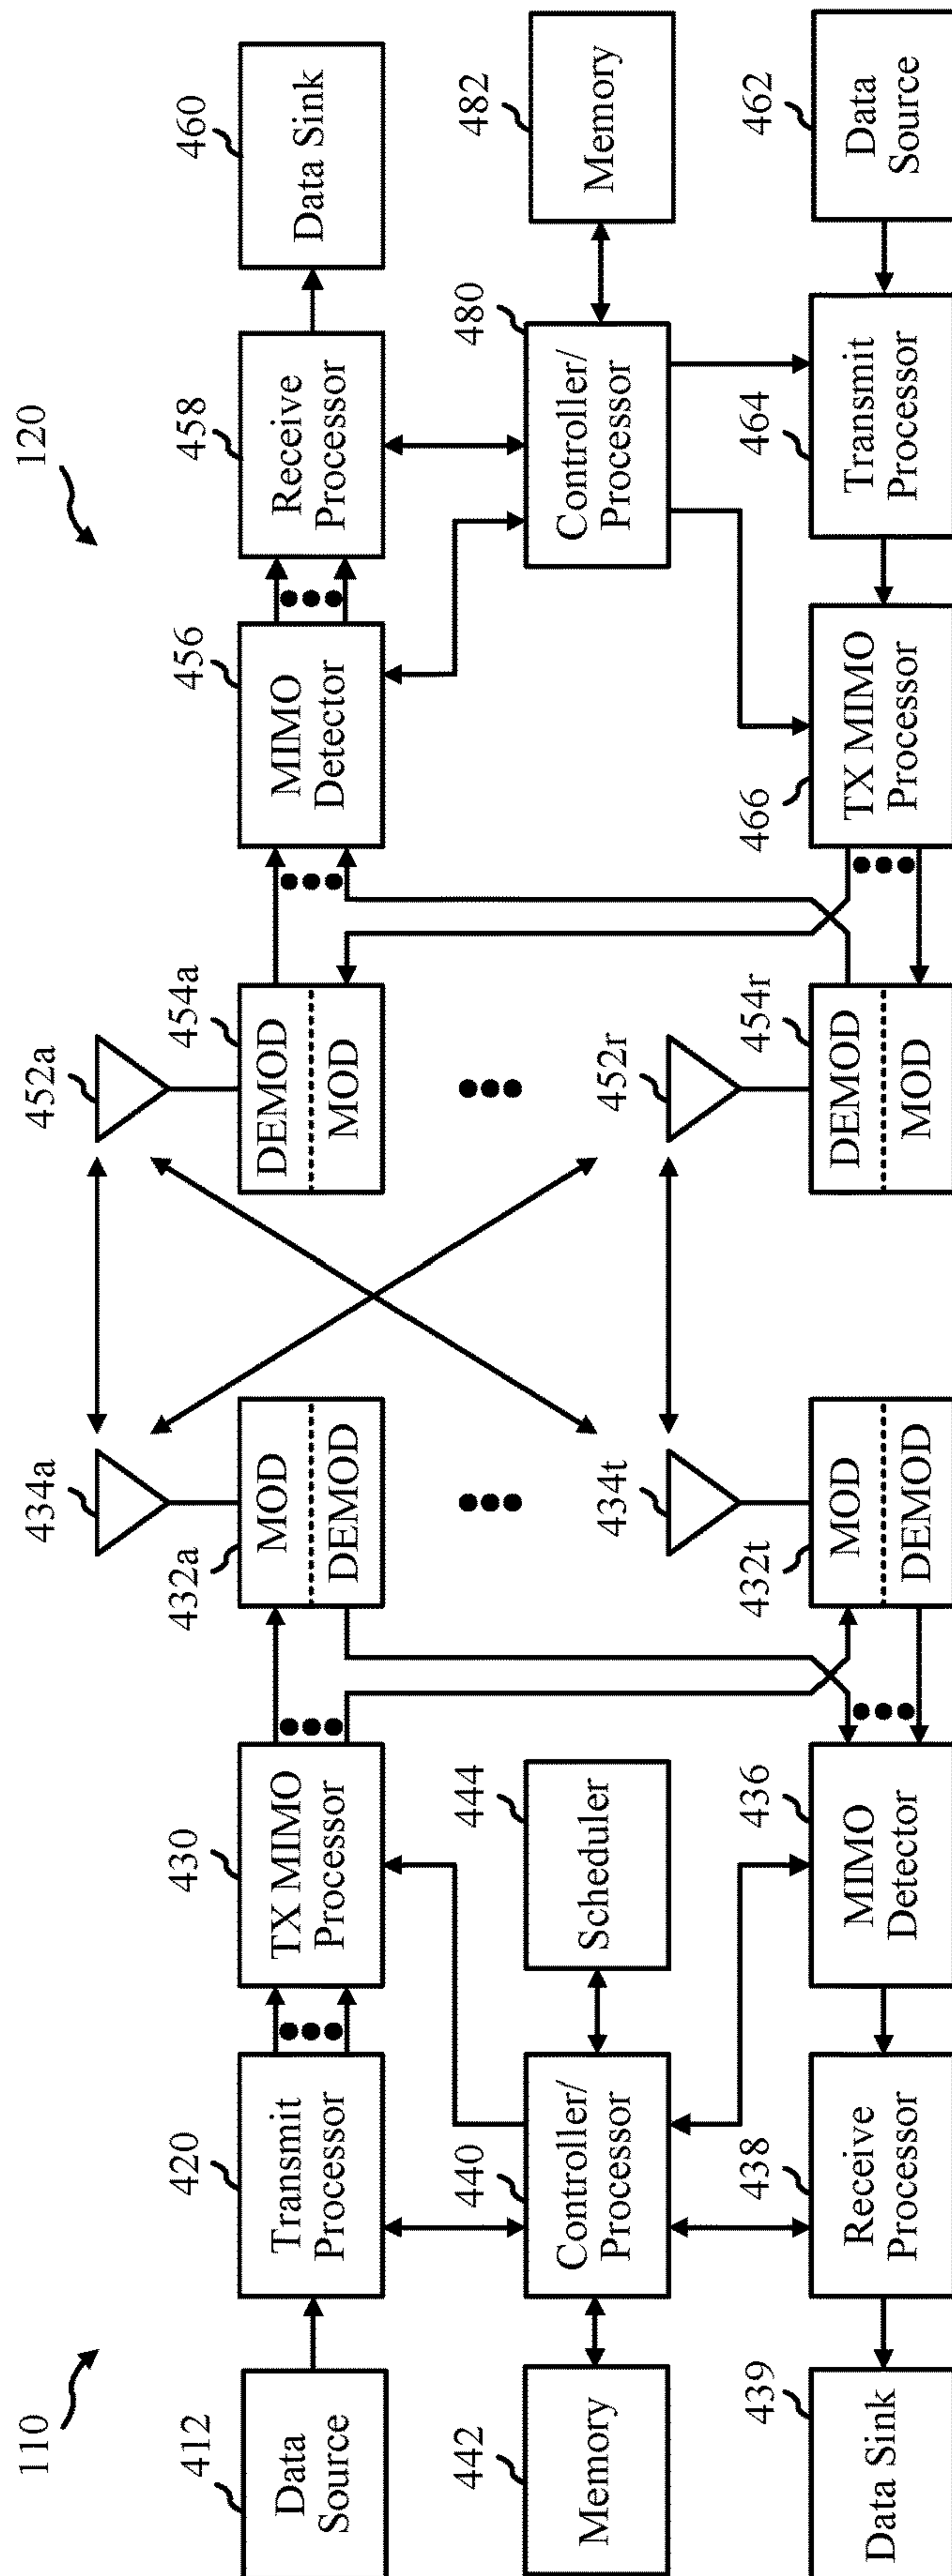 110
120
412
Data
Source
420
Transmit
Processor
430
TX MIMO
Processor
432a
MOD
DEMOD
434a
452a
454a
DEMOD
MOD
456
MIMO
Detector
458
Receive
Processor
460
Data Sink
442
Memory
440
Controller/
Processor
444
Scheduler
480
Controller/
Processor
482
Memory
439
Data Sink
438
Receive
Processor
436
MIMO
Detector
432t
MOD
DEMOD
434t
452r
454r
DEMOD
MOD
466
TX MIMO
Processor
464
Transmit
Processor
462
Data
Source